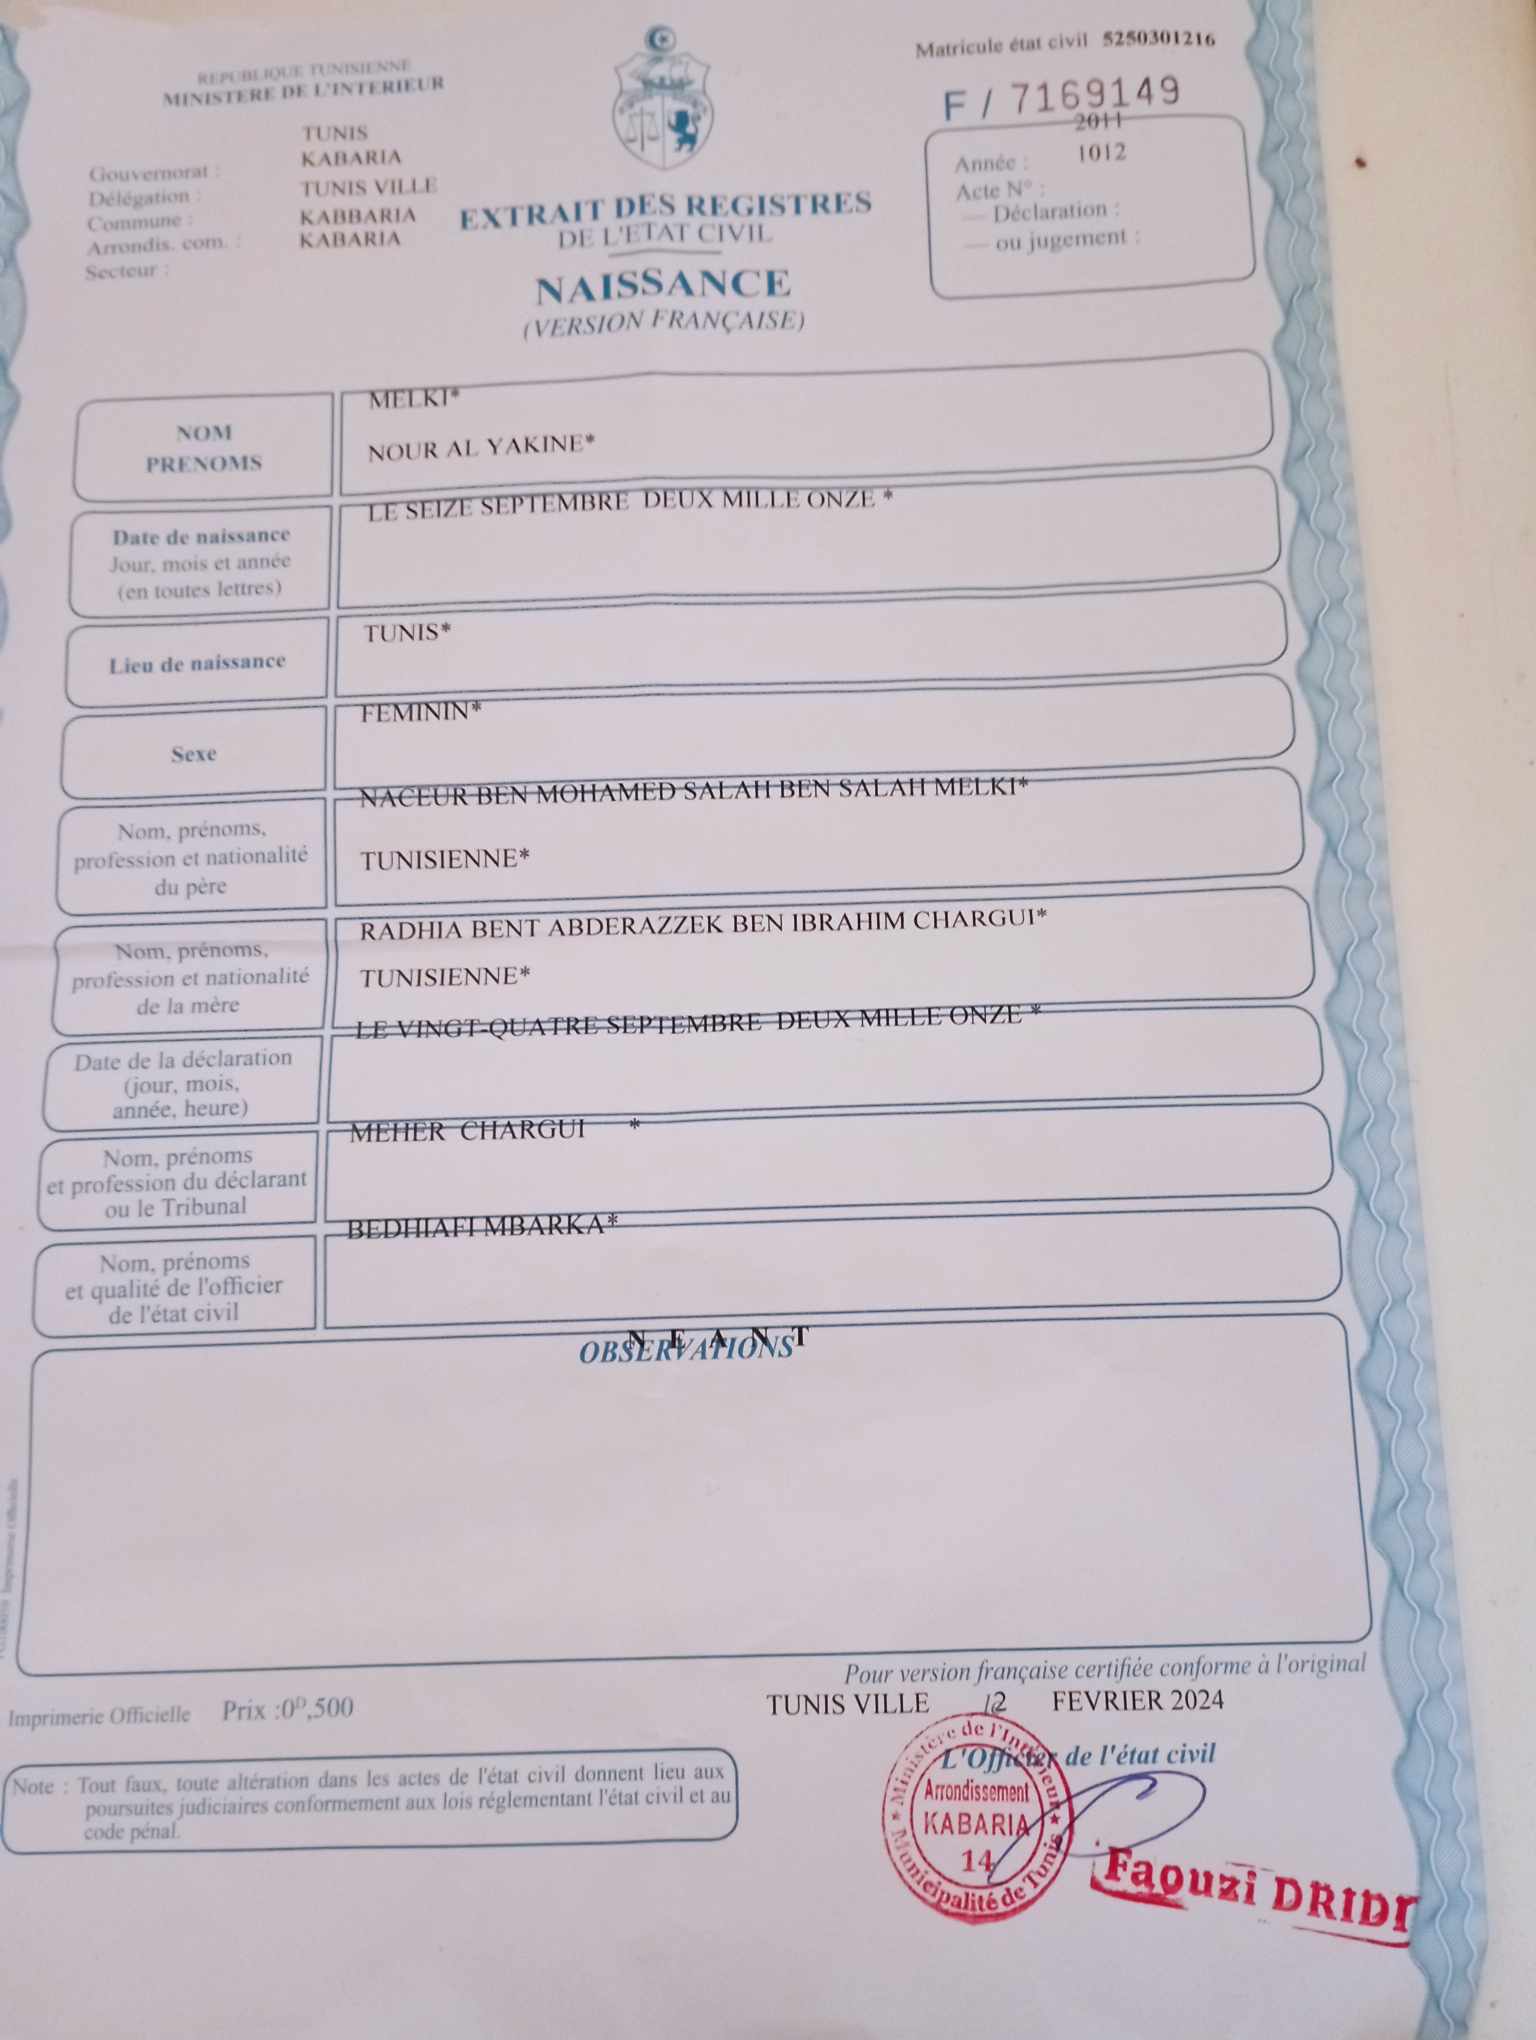 REPUBLIQUE TUNISIENNE
MINISTERE DE L'INTERIEUR
Matricule état civil 5250301216
F / 7169149
TUNIS
Gouvernorat : KABARIA
Délégation : TUNIS VILLE
Commune : KABBARIA
Arrondis. com. : KABARIA
Secteur :
2011
Année : 1012
Acte N° :
— Déclaration :
— ou jugement :
EXTRAIT DES REGISTRES
DE L'ETAT CIVIL
NAISSANCE
(VERSION FRANÇAISE)
NOM
PRENOMS
MELKI*
NOUR AL YAKINE*
Date de naissance
Jour, mois et année
(en toutes lettres)
LE SEIZE SEPTEMBRE DEUX MILLE ONZE *
Lieu de naissance
TUNIS*
Sexe
FEMININ*
Nom, prénoms,
profession et nationalité
du père
NACEUR BEN MOHAMED SALAH BEN SALAH MELKI*
TUNISIENNE*
Nom, prénoms,
profession et nationalité
de la mère
RADHIA BENT ABDERAZZEK BEN IBRAHIM CHARGUI*
TUNISIENNE*
Date de la déclaration
(jour, mois,
année, heure)
LE VINGT-QUATRE SEPTEMBRE DEUX MILLE ONZE *
Nom, prénoms
et profession du déclarant
ou le Tribunal
MEHER CHARGUI *
Nom, prénoms
et qualité de l'officier
de l'état civil
BEDHIAFI MBARKA*
N E A N T
OBSERVATIONS
Pour version française certifiée conforme à l'original
TUNIS VILLE 12 FEVRIER 2024
L'Officier de l'état civil
Imprimerie Officielle Prix :0ᴰ,500
Note : Tout faux, toute altération dans les actes de l'état civil donnent lieu aux
poursuites judiciaires conformement aux lois réglementant l'état civil et au
code pénal.
Ministère de l'Intérieur
Arrondissement
KABARIA
14
Municipalité de Tunis
Faouzi DRIDI
Imprimerie Officielle